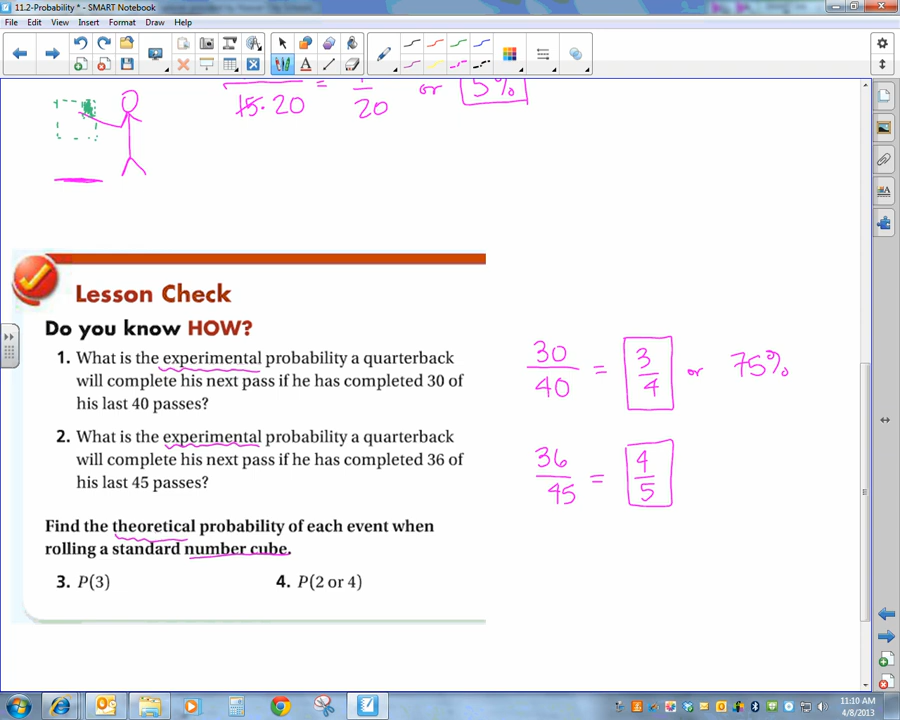 11.2-Probability * - SMART Notebook
File Edit View Insert Format Draw Help
15·20 = 1/20 or 5%
Lesson Check
Do you know HOW?
1. What is the experimental probability a quarterback
will complete his next pass if he has completed 30 of
his last 40 passes?
30/40 = 3/4 or 75%
2. What is the experimental probability a quarterback
will complete his next pass if he has completed 36 of
his last 45 passes?
36/45 = 4/5
Find the theoretical probability of each event when
rolling a standard number cube.
3. P(3) 4. P(2 or 4)
11:10 AM
4/8/2013